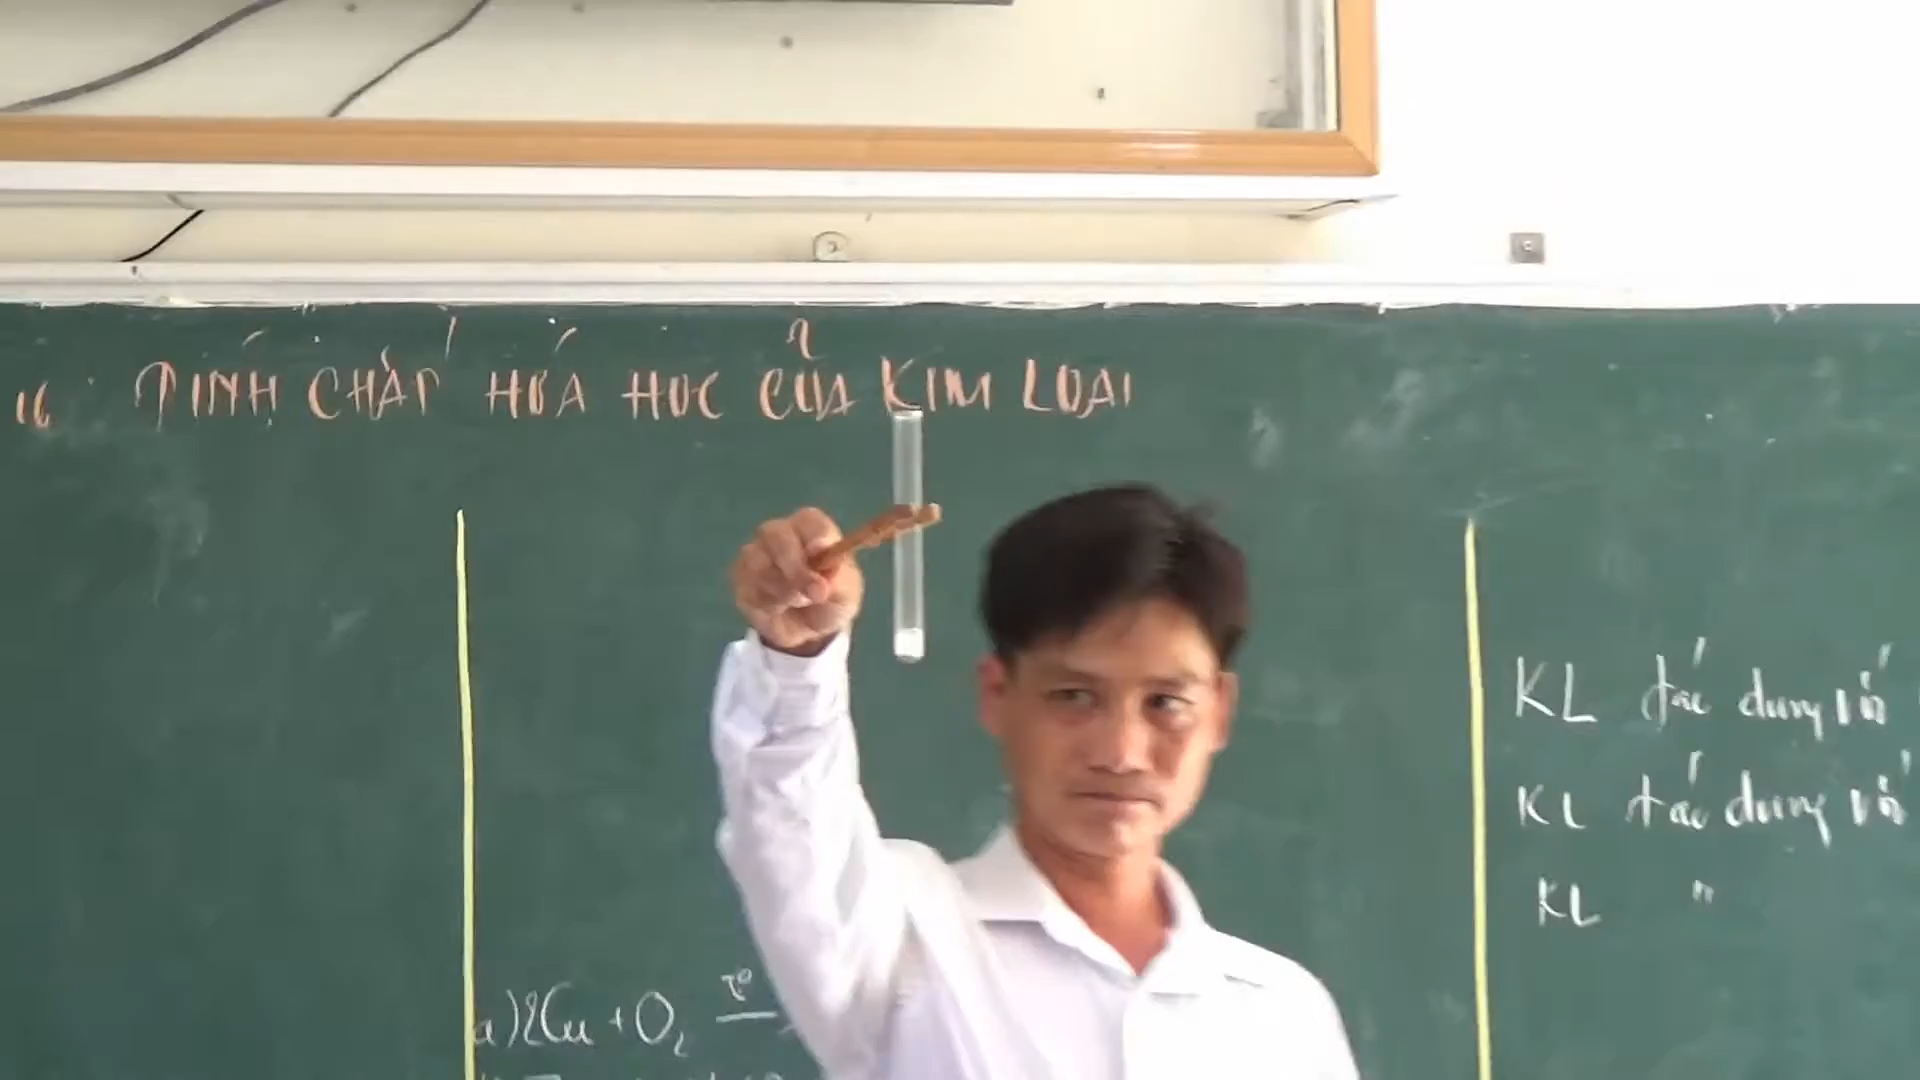 16 TÍNH CHẤT HÓA HỌC CỦA KIM LOẠI
KL tác dụng với
KL tác dụng với
KL "
a) 2Cu + O₂ t°